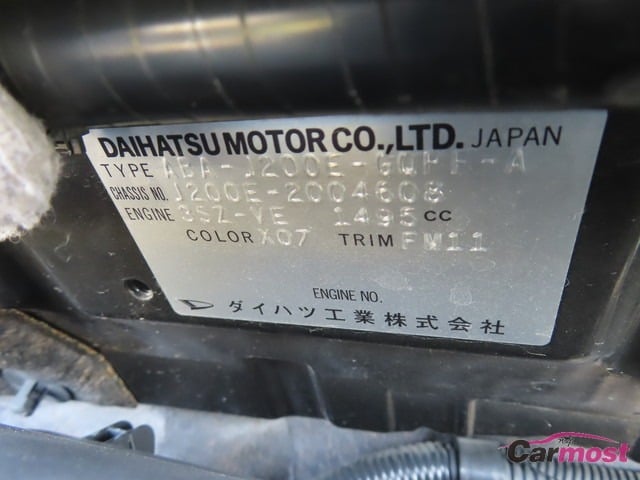 DAIHATSU MOTOR CO.,LTD. JAPAN
TYPE ABA-J200E-GQPF-A
CHASSIS NO. J200E-2004608
ENGINE 3SZ-VE 1495 CC
COLOR X07 TRIM FM11
ENGINE NO.
ダイハツ工業株式会社
Carmost